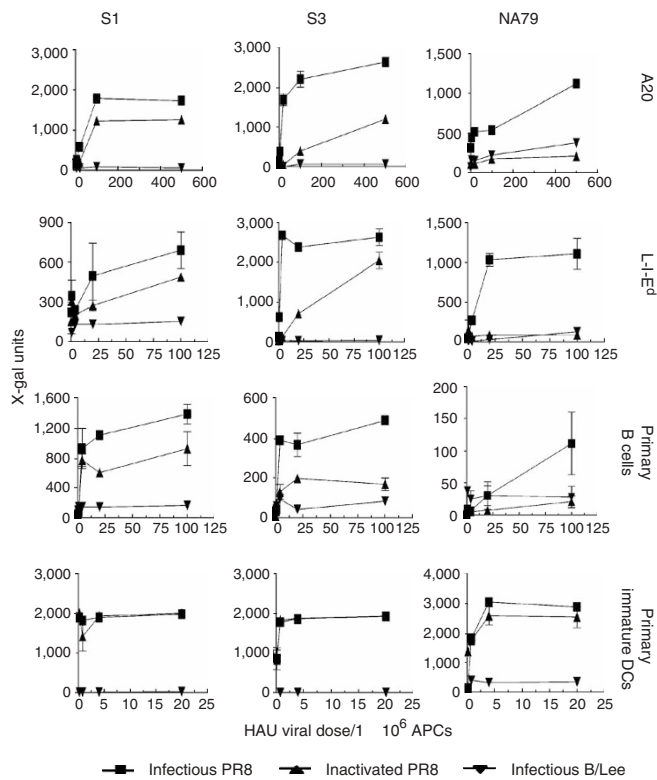 S1 S3 NA79
3,000 3,000 1,500
2,000 2,000 1,000
1,000 1,000 500
0 0 0
0 200 400 600 0 200 400 600 0 200 400 600
A20
900 3,000 1,500
600 2,000 1,000
300 1,000 500
0 0 0
0 25 50 75 100 125 0 25 50 75 100 125 0 25 50 75 100 125
L-I-Ed
X-gal units
1,600 600 200
1,200 400 150
800 200 100
400 0 50
0 0
0 25 50 75 100 125 0 25 50 75 100 125 0 25 50 75 100 125
Primary
B cells
3,000 3,000 4,000
2,000 2,000 3,000
1,000 1,000 2,000
0 0 1,000
0
0 5 10 15 20 25 0 5 10 15 20 25 0 5 10 15 20 25
Primary
immature DCs
HAU viral dose/1 106 APCs
Infectious PR8 Inactivated PR8 Infectious B/Lee